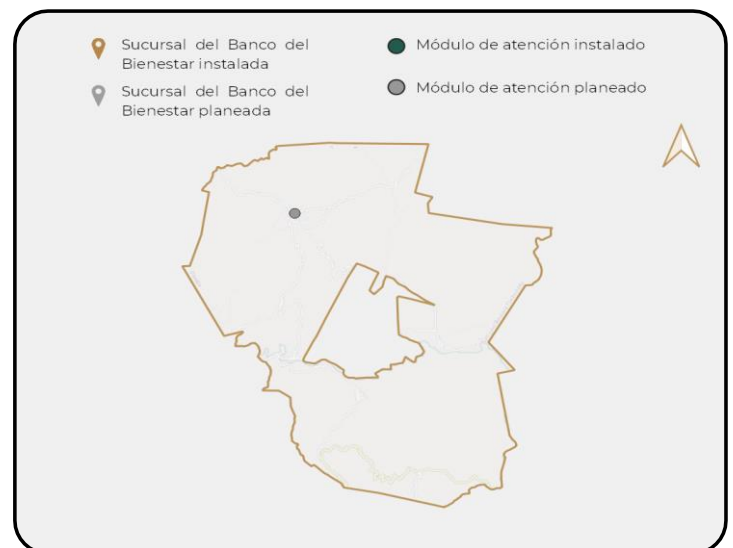 Sucursal del Banco del
Bienestar instalada
Sucursal del Banco del
Bienestar planeada
Módulo de atención instalado
Módulo de atención planeado